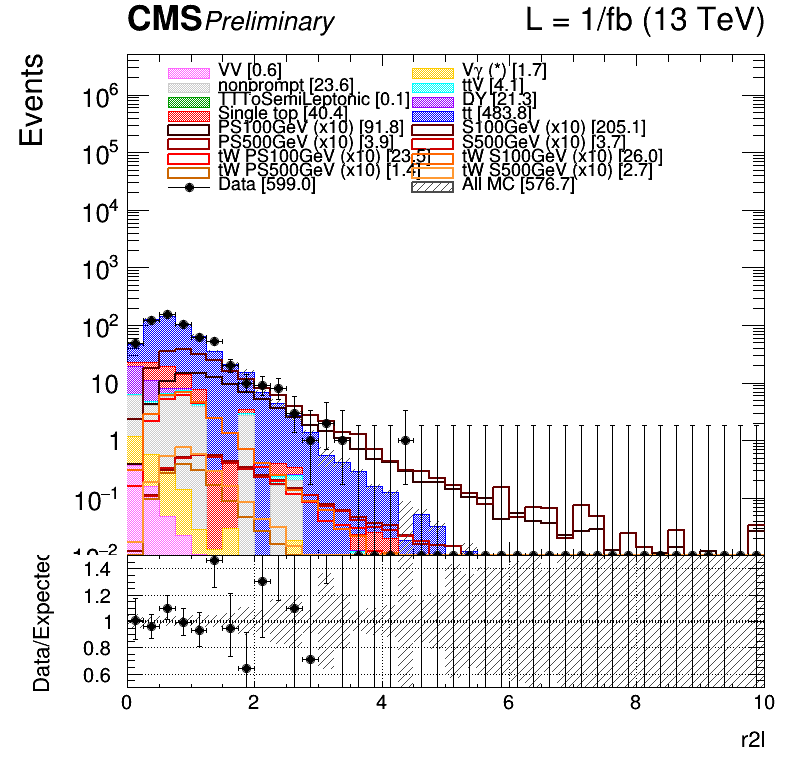 CMS Preliminary L = 1/fb (13 TeV)
Events
VV [0.6] Vγ (*) [1.7]
nonprompt [23.6] ttV [4.1]
TTToSemiLeptonic [0.1] DY [21.3]
Single top [40.4] tt [483.8]
PS100GeV (x10) [91.8] S100GeV (x10) [205.1]
PS500GeV (x10) [3.9] S500GeV (x10) [3.7]
tW PS100GeV (x10) [23.5] tW S100GeV (x10) [26.0]
tW PS500GeV (x10) [1.4] tW S500GeV (x10) [2.7]
Data [599.0] All MC [576.7]
10⁶
10⁵
10⁴
10³
10²
10
1
10⁻¹
10⁻²
Data/Expected
1.4
1.2
1
0.8
0.6
0 2 4 6 8 10
r2l